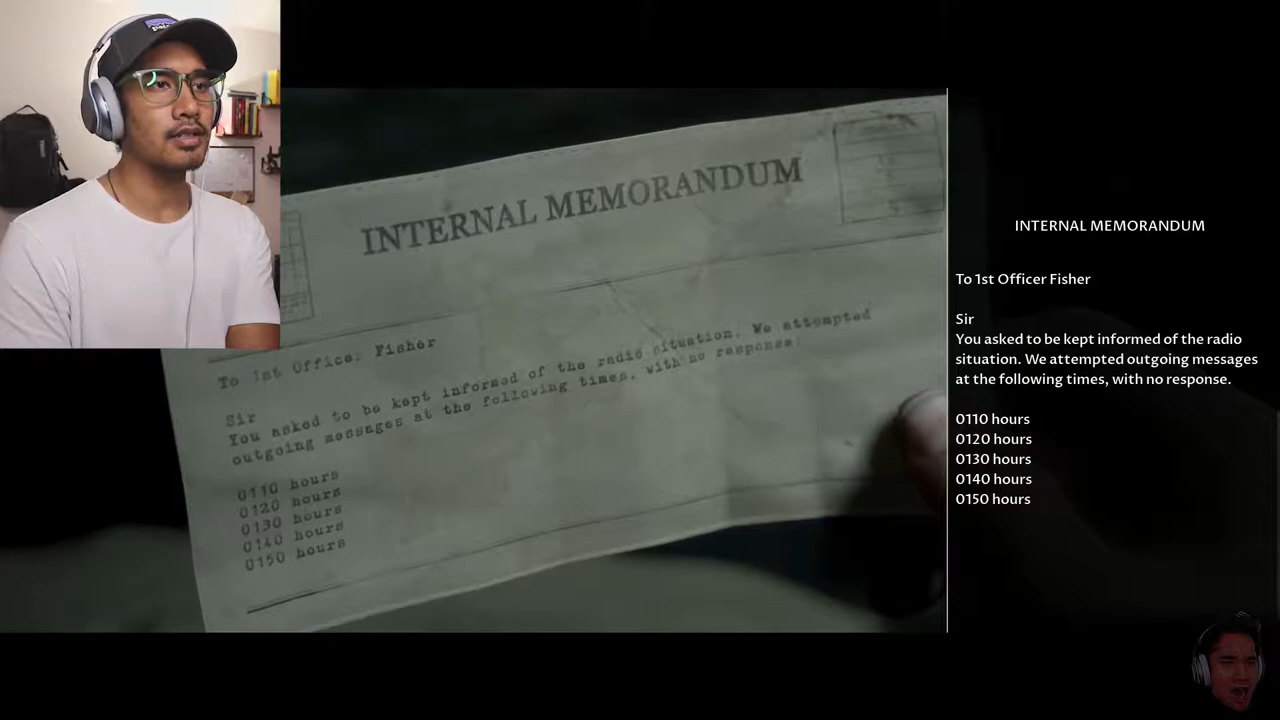 INTERNAL MEMORANDUM
To 1st Officer Fisher
Sir
You asked to be kept informed of the radio situation. We attempted
outgoing messages at the following times, with no response:
0110 hours
0120 hours
0130 hours
0140 hours
0150 hours
INTERNAL MEMORANDUM
To 1st Officer Fisher
Sir
You asked to be kept informed of the radio
situation. We attempted outgoing messages
at the following times, with no response.
0110 hours
0120 hours
0130 hours
0140 hours
0150 hours